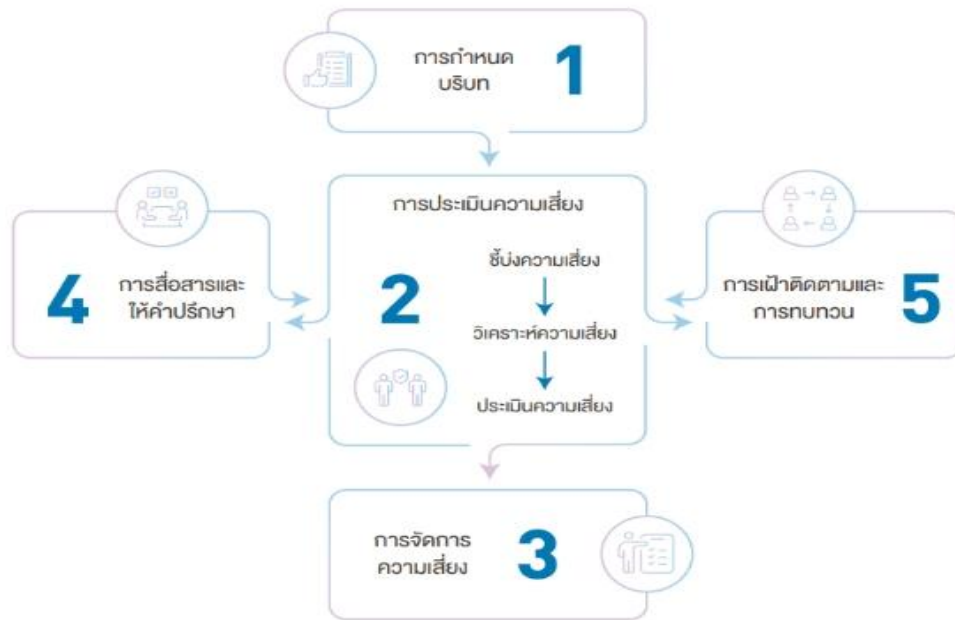 การกำหนด
บริบท
1
การประเมินความเสี่ยง
2
ชี้บ่งความเสี่ยง
วิเคราะห์ความเสี่ยง
ประเมินความเสี่ยง
4
การสื่อสารและ
ให้คำปรึกษา
การเฝ้าติดตามและ
การทบทวน
5
การจัดการ
ความเสี่ยง
3